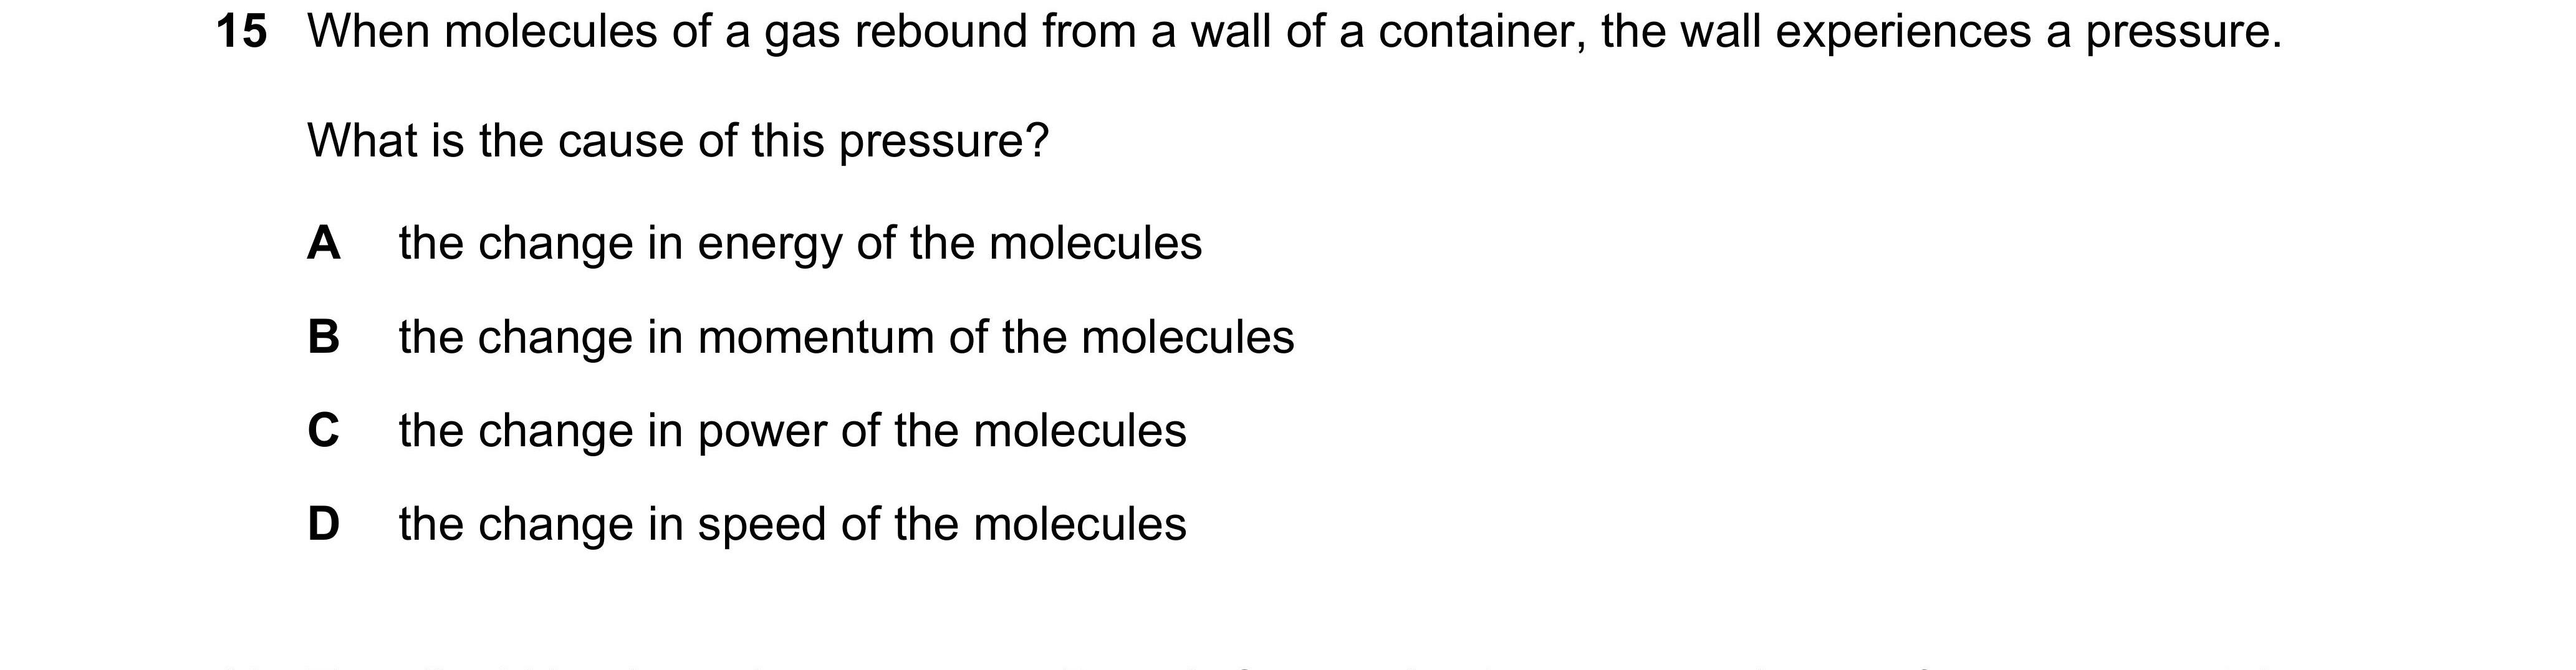 15 When molecules of a gas rebound from a wall of a container, the wall experiences a pressure.
What is the cause of this pressure?
A the change in energy of the molecules
B the change in momentum of the molecules
C the change in power of the molecules
D the change in speed of the molecules